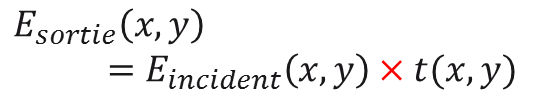 E_sortie(x, y)
= E_incident(x, y) × t(x, y)